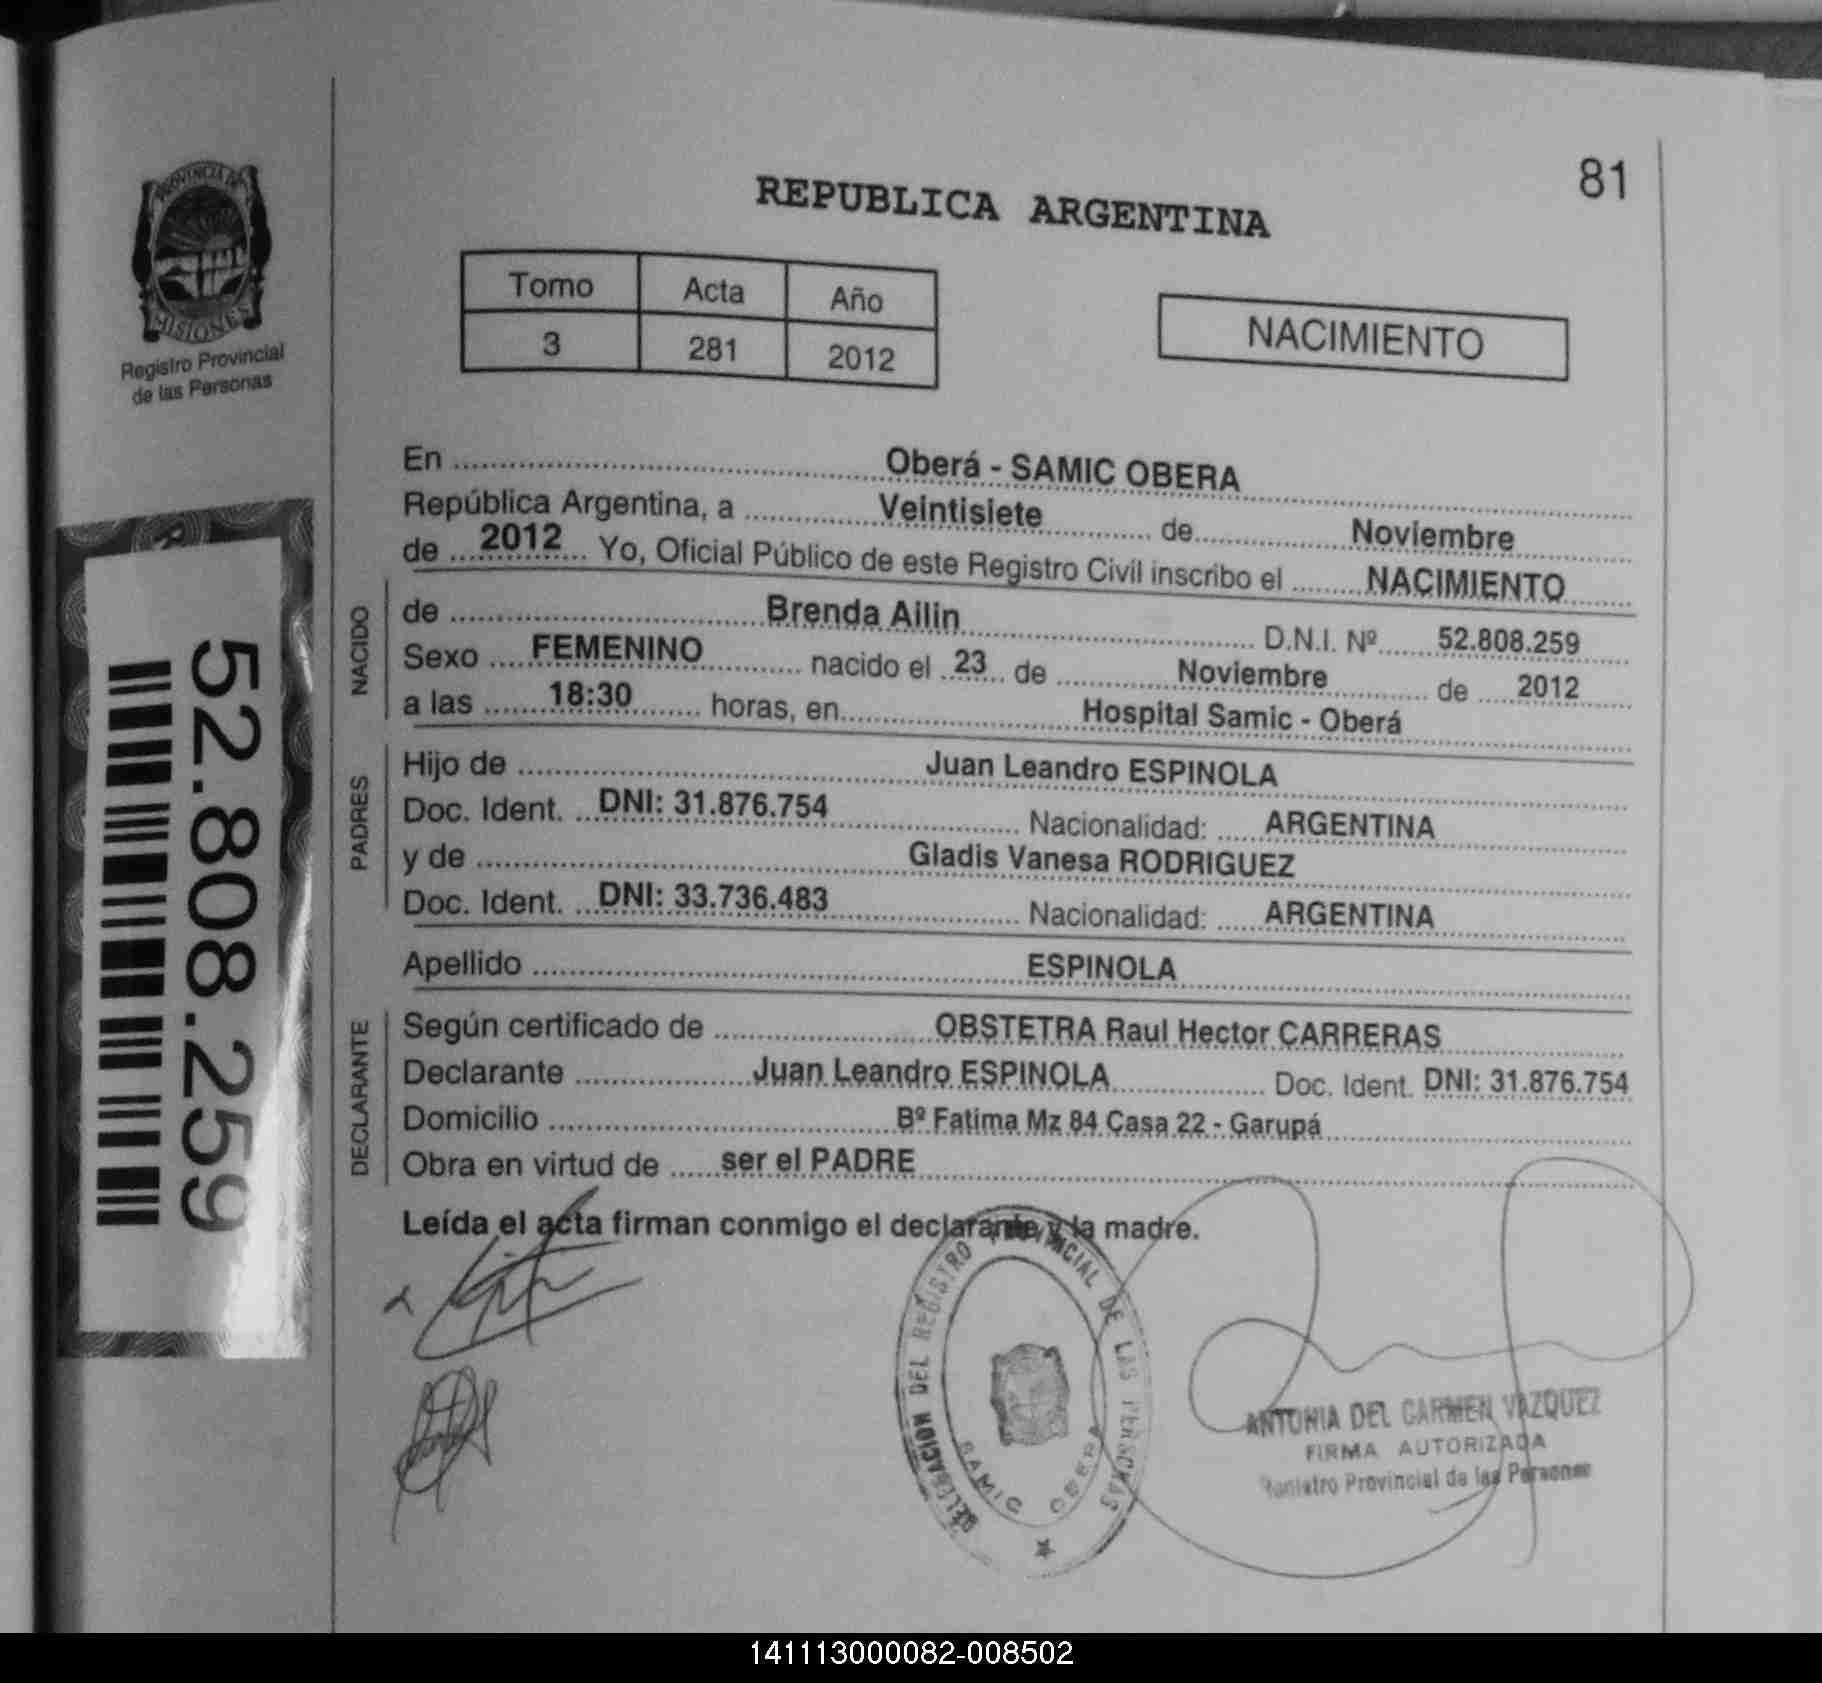 81
REPUBLICA ARGENTINA
PROVINCIA DE
MISIONES
Registro Provincial
de las Personas
Tomo Acta Año
3 281 2012
NACIMIENTO
En Oberá - SAMIC OBERA
República Argentina, a Veintisiete de Noviembre
de 2012 Yo, Oficial Público de este Registro Civil inscribo el NACIMIENTO
NACIDO
de Brenda Ailin D.N.I. Nº 52.808.259
Sexo FEMENINO nacido el 23 de Noviembre de 2012
a las 18:30 horas, en Hospital Samic - Oberá
PADRES
Hijo de Juan Leandro ESPINOLA
Doc. Ident. DNI: 31.876.754 Nacionalidad: ARGENTINA
y de Gladis Vanesa RODRIGUEZ
Doc. Ident. DNI: 33.736.483 Nacionalidad: ARGENTINA
Apellido ESPINOLA
DECLARANTE
Según certificado de OBSTETRA Raul Hector CARRERAS
Declarante Juan Leandro ESPINOLA Doc. Ident. DNI: 31.876.754
Domicilio Bº Fatima Mz 84 Casa 22 - Garupá
Obra en virtud de ser el PADRE
Leída el acta firman conmigo el declarante y la madre.
52.808.259
DELEGACION DEL REGISTRO PROVINCIAL DE LAS PERSONAS
SAMIC OBERA
ANTONIA DEL CARMEN VAZQUEZ
FIRMA AUTORIZADA
Registro Provincial de las Personas
141113000082-008502